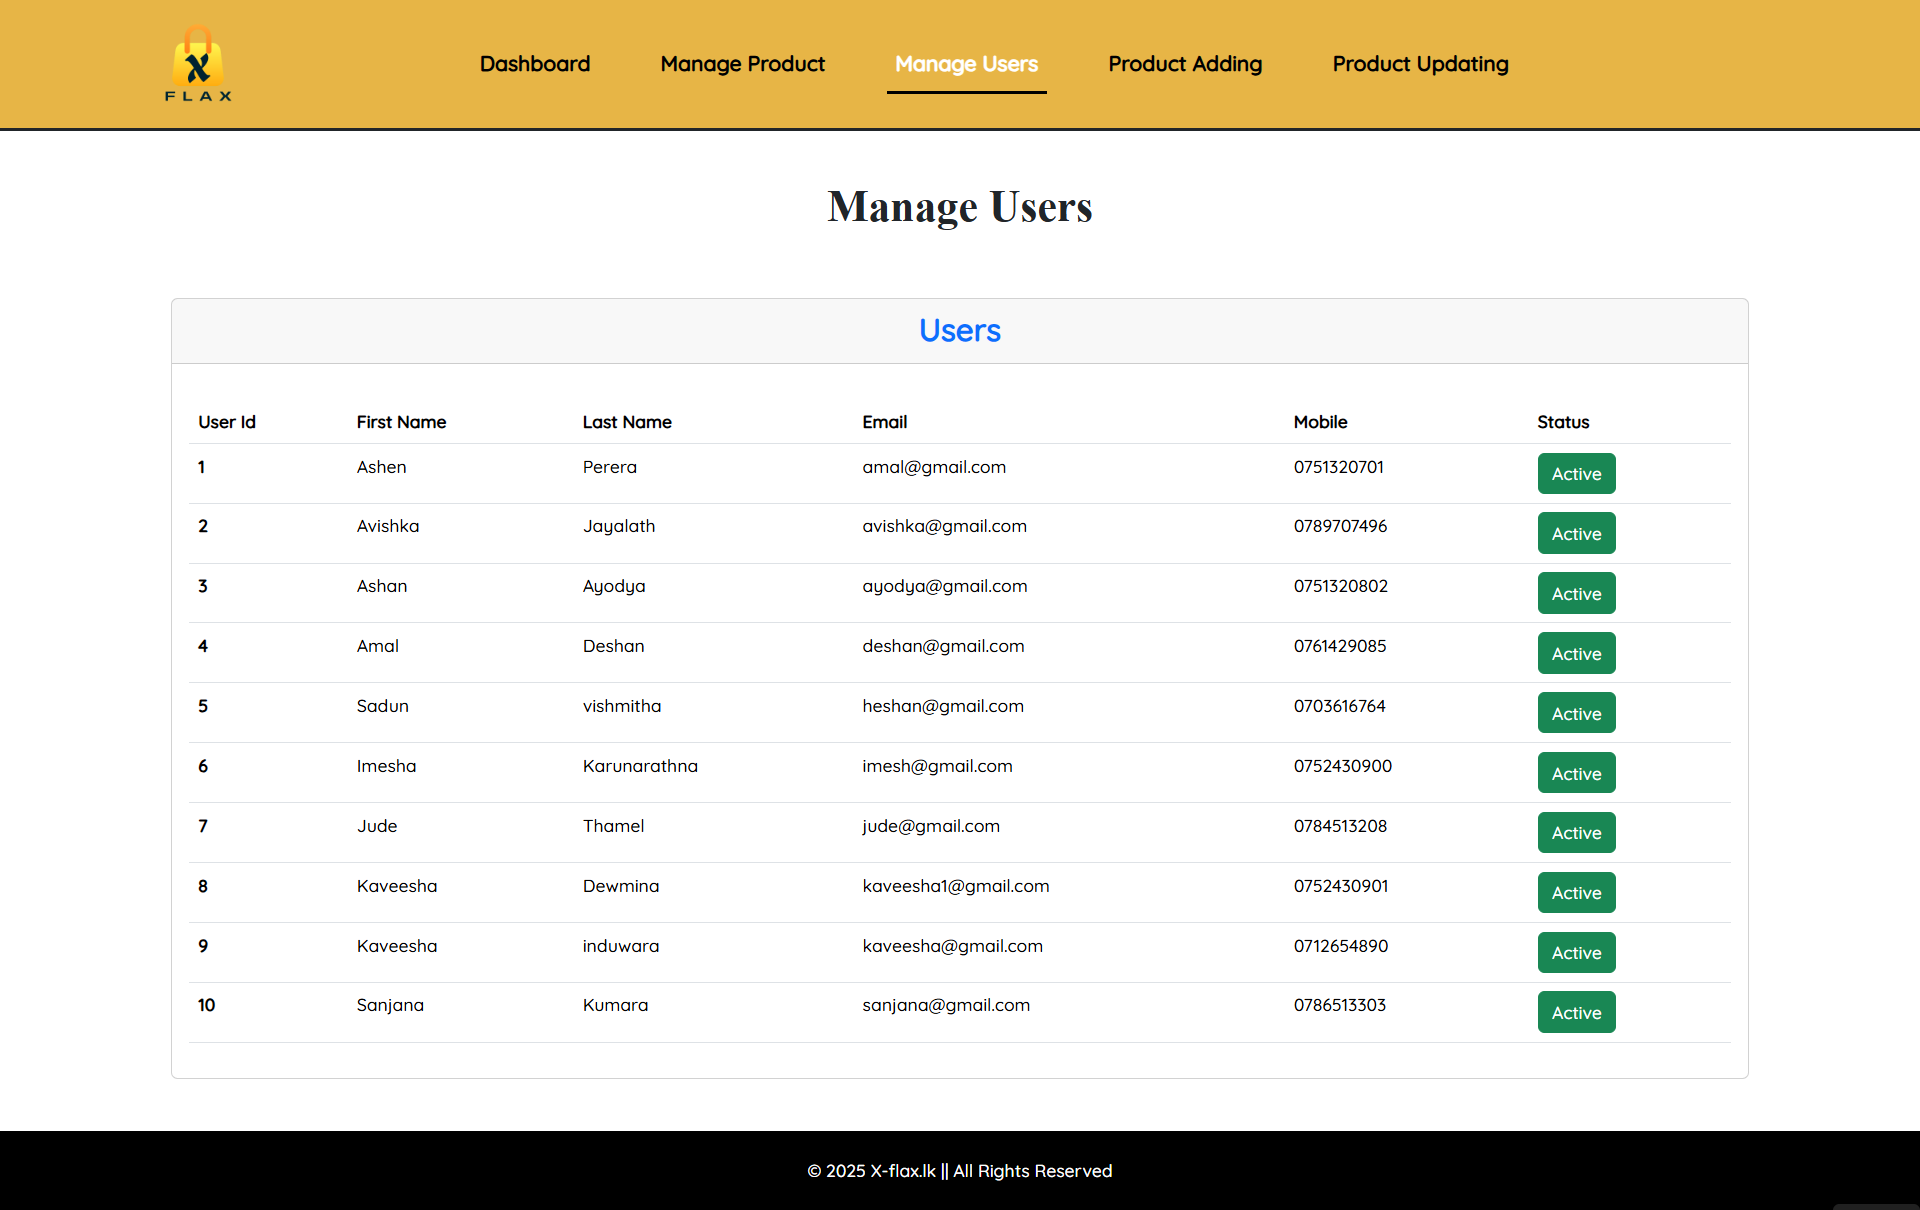 X
FLAX
Dashboard Manage Product Manage Users Product Adding Product Updating
Manage Users
Users
User Id First Name Last Name Email Mobile Status
1 Ashen Perera amal@gmail.com 0751320701 Active
2 Avishka Jayalath avishka@gmail.com 0789707496 Active
3 Ashan Ayodya ayodya@gmail.com 0751320802 Active
4 Amal Deshan deshan@gmail.com 0761429085 Active
5 Sadun vishmitha heshan@gmail.com 0703616764 Active
6 Imesha Karunarathna imesh@gmail.com 0752430900 Active
7 Jude Thamel jude@gmail.com 0784513208 Active
8 Kaveesha Dewmina kaveesha1@gmail.com 0752430901 Active
9 Kaveesha induwara kaveesha@gmail.com 0712654890 Active
10 Sanjana Kumara sanjana@gmail.com 0786513303 Active
© 2025 X-flax.lk || All Rights Reserved